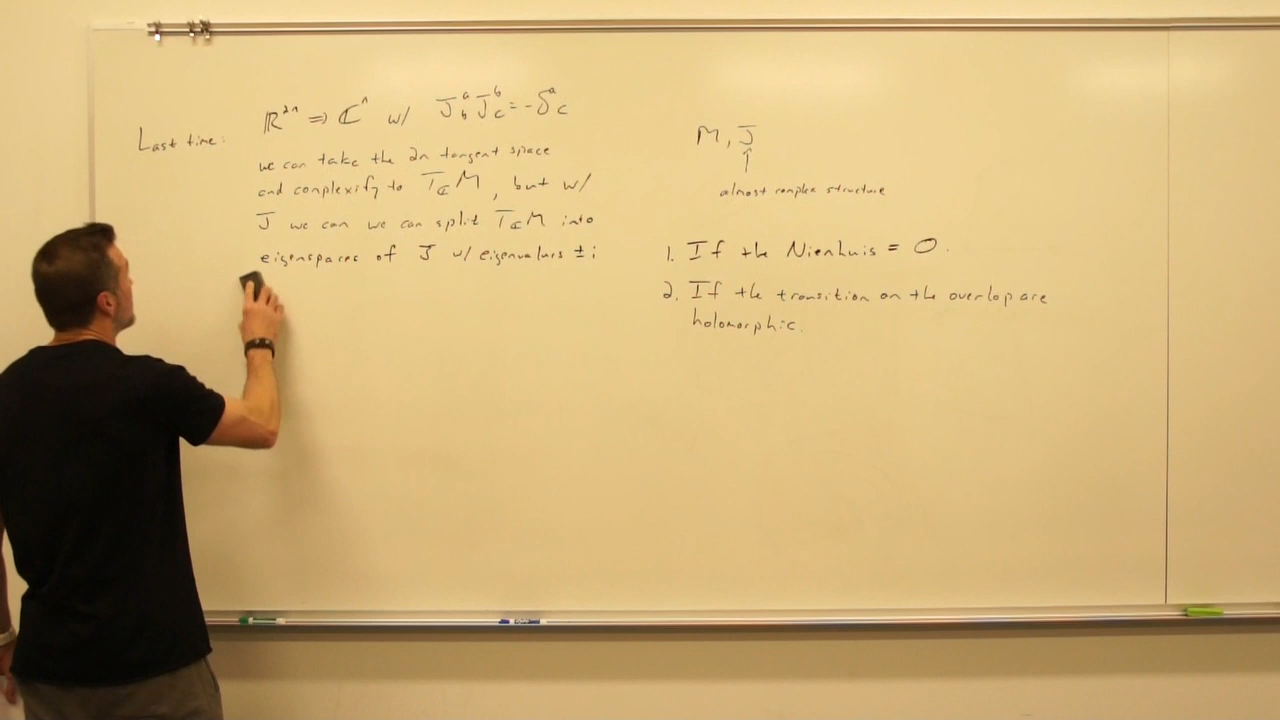 Last time: ℝ²ⁿ ⇒ ℂⁿ w/ J^a_b J^b_c = -δ^a_c
we can take the 2n tangent space
and complexify to T_ℂM, but w/
J we can we can split T_ℂM into
eigenspaces of J w/ eigenvalues ±i
M, J
↑
almost complex structure
1. If the Nienhuis = 0.
2. If the transition on the overlap are
holomorphic.